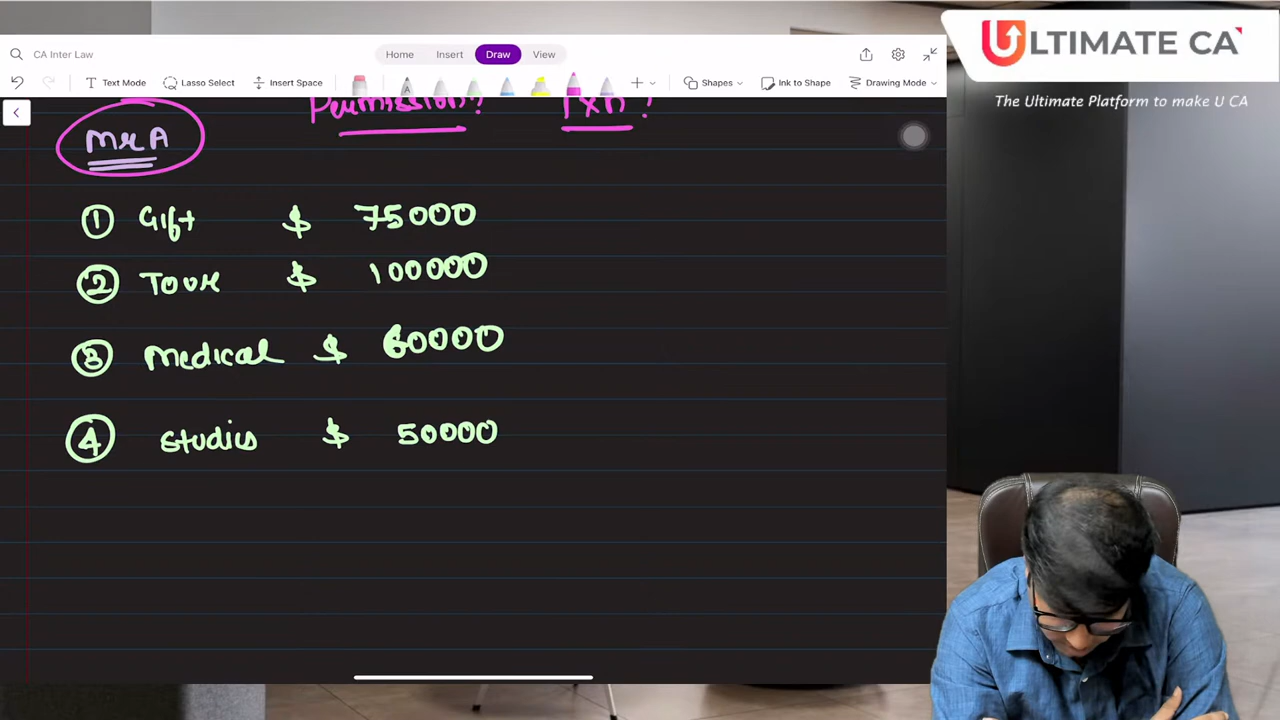 CA Inter Law
Home Insert Draw View
Text Mode Lasso Select Insert Space Shapes Ink to Shape Drawing Mode
ULTIMATE CA
The Ultimate Platform to make U CA
Permission? Txn?
Mr A
① Gift $ 75000
② Tour $ 100000
③ Medical $ 60000
④ Studies $ 50000